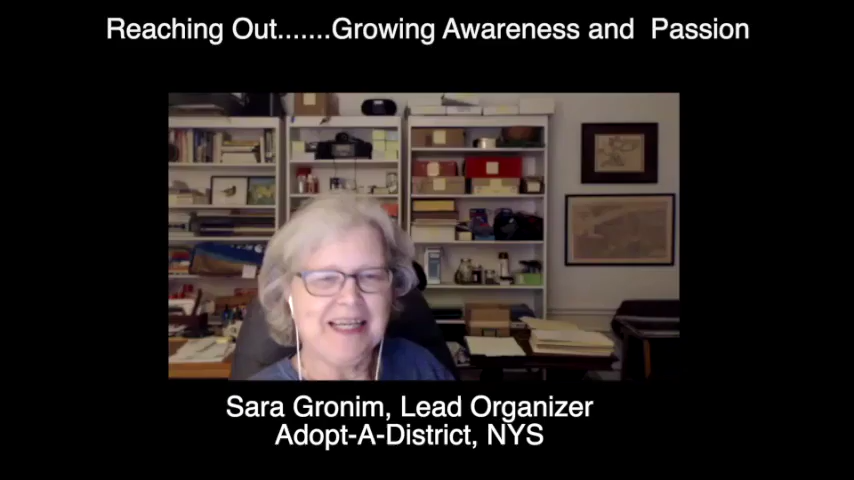 Reaching Out.......Growing Awareness and  Passion
Sara Gronim, Lead Organizer
Adopt-A-District, NYS